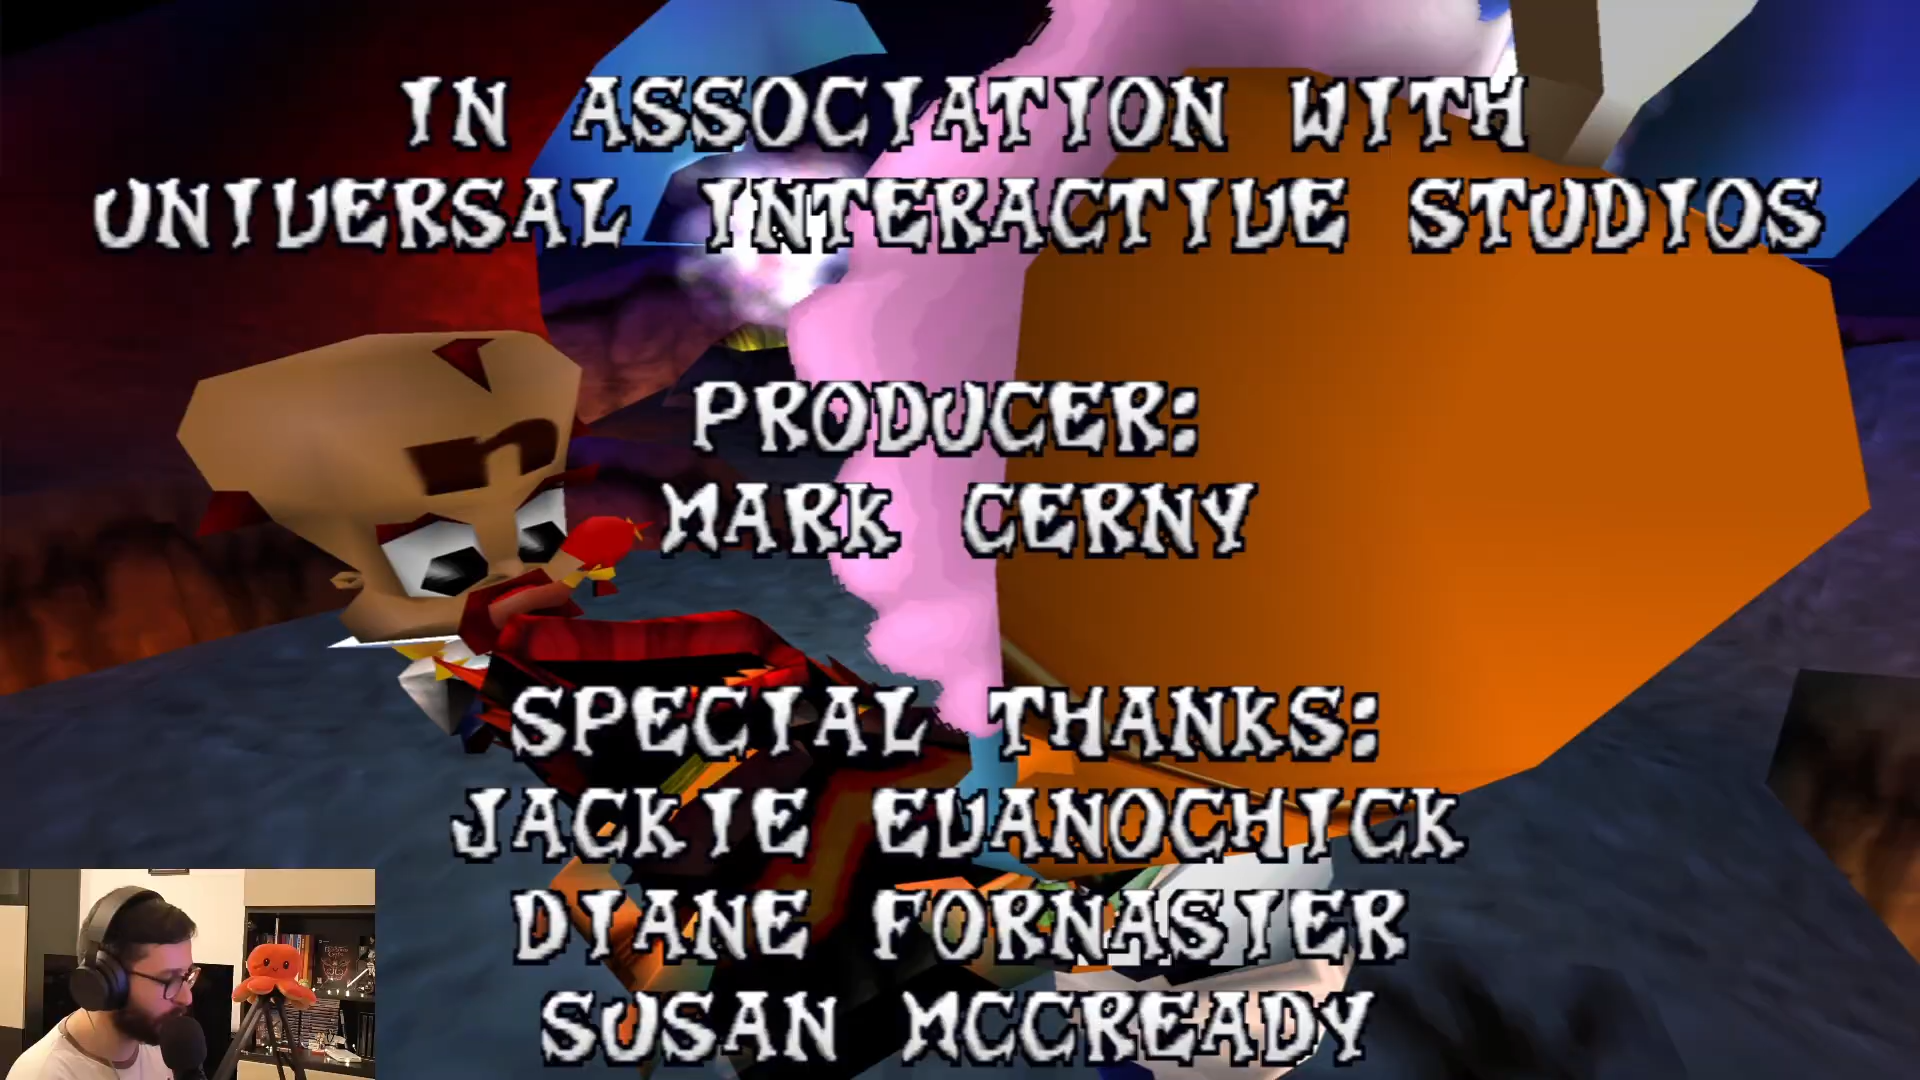 IN ASSOCIATION WITH
UNIVERSAL INTERACTIVE STUDIOS
PRODUCER:
MARK CERNY
SPECIAL THANKS:
JACKIE EVANOCHICK
DIANE FORNASIER
SUSAN MCCREADY